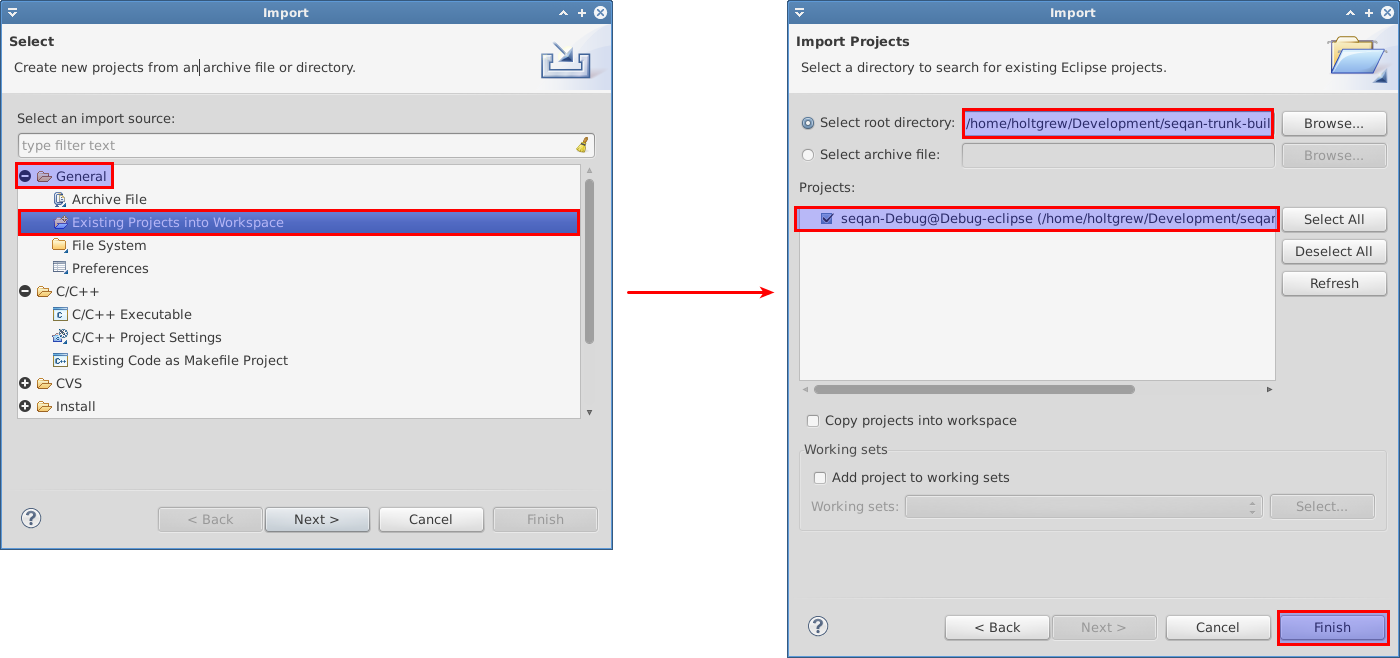 Import
Select
Create new projects from an archive file or directory.
Select an import source:
type filter text
General
Archive File
Existing Projects into Workspace
File System
Preferences
C/C++
C/C++ Executable
C/C++ Project Settings
Existing Code as Makefile Project
CVS
Install
< Back
Next >
Cancel
Finish
Import
Import Projects
Select a directory to search for existing Eclipse projects.
Select root directory: /home/holtgrew/Development/seqan-trunk-buil Browse...
Select archive file: Browse...
Projects:
seqan-Debug@Debug-eclipse (/home/holtgrew/Development/seqan
Select All
Deselect All
Refresh
Copy projects into workspace
Working sets
Add project to working sets
Working sets: Select...
< Back
Next >
Cancel
Finish